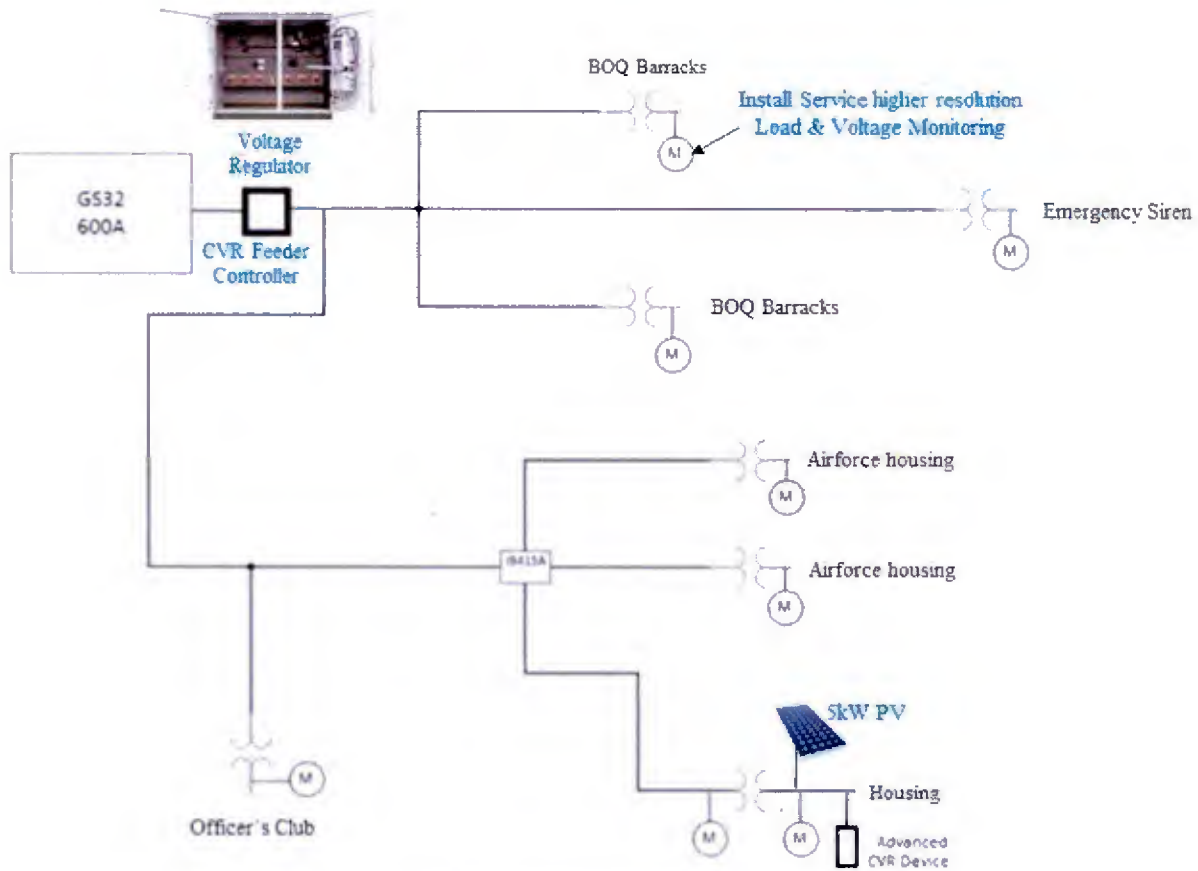 BOQ Barracks
Install Service higher resolution
Load & Voltage Monitoring
M
Voltage
Regulator
GS32
600A
CVR Feeder
Controller
Emergency Siren
M
BOQ Barracks
M
Airforce housing
M
Airforce housing
M
5kW PV
Housing
M
Officer's Club
M
M
Advanced
CVR Device